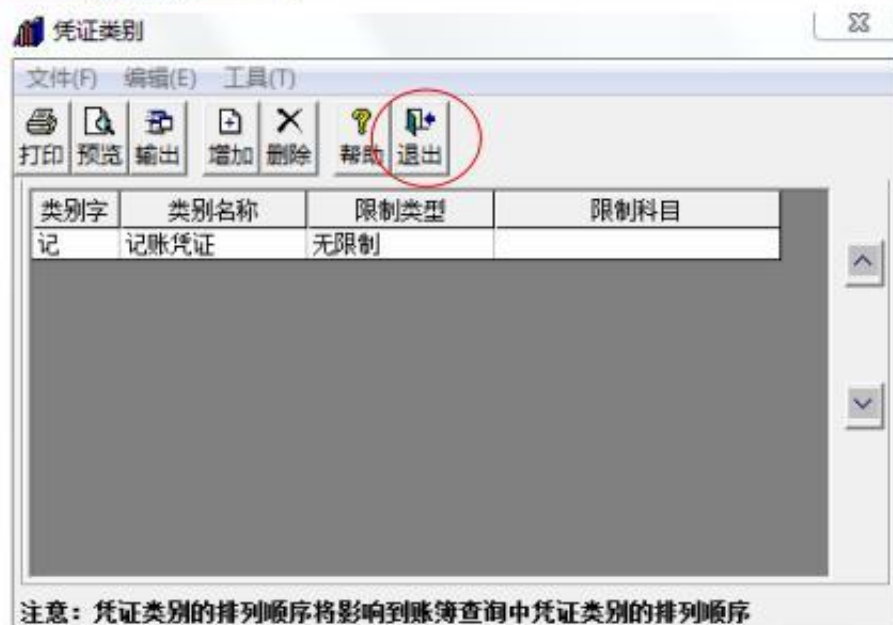 凭证类别
文件(F) 编辑(E) 工具(T)
打印 预览 输出 增加 删除 帮助 退出
类别字 类别名称 限制类型 限制科目
记 记账凭证 无限制
注意：凭证类别的排列顺序将影响到账簿查询中凭证类别的排列顺序